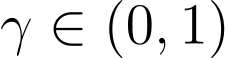 γ ∈ (0, 1)